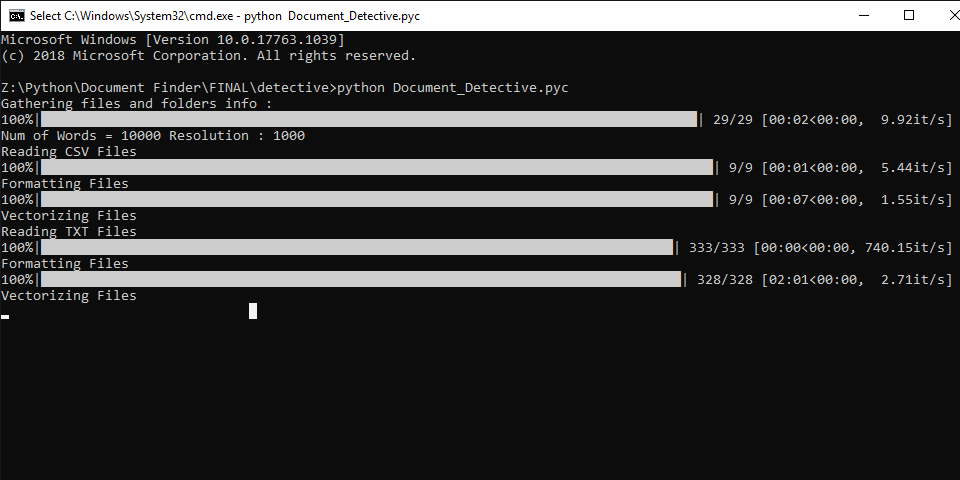 Select C:\Windows\System32\cmd.exe - python  Document_Detective.pyc
Microsoft Windows [Version 10.0.17763.1039]
(c) 2018 Microsoft Corporation. All rights reserved.
Z:\Python\Document Finder\FINAL\detective>python Document_Detective.pyc
Gathering files and folders info :
100%| | 29/29 [00:02<00:00,  9.92it/s]
Num of Words = 10000 Resolution : 1000
Reading CSV Files
100%| | 9/9 [00:01<00:00,  5.44it/s]
Formatting Files
100%| | 9/9 [00:07<00:00,  1.55it/s]
Vectorizing Files
Reading TXT Files
100%| | 333/333 [00:00<00:00, 740.15it/s]
Formatting Files
100%| | 328/328 [02:01<00:00,  2.71it/s]
Vectorizing Files